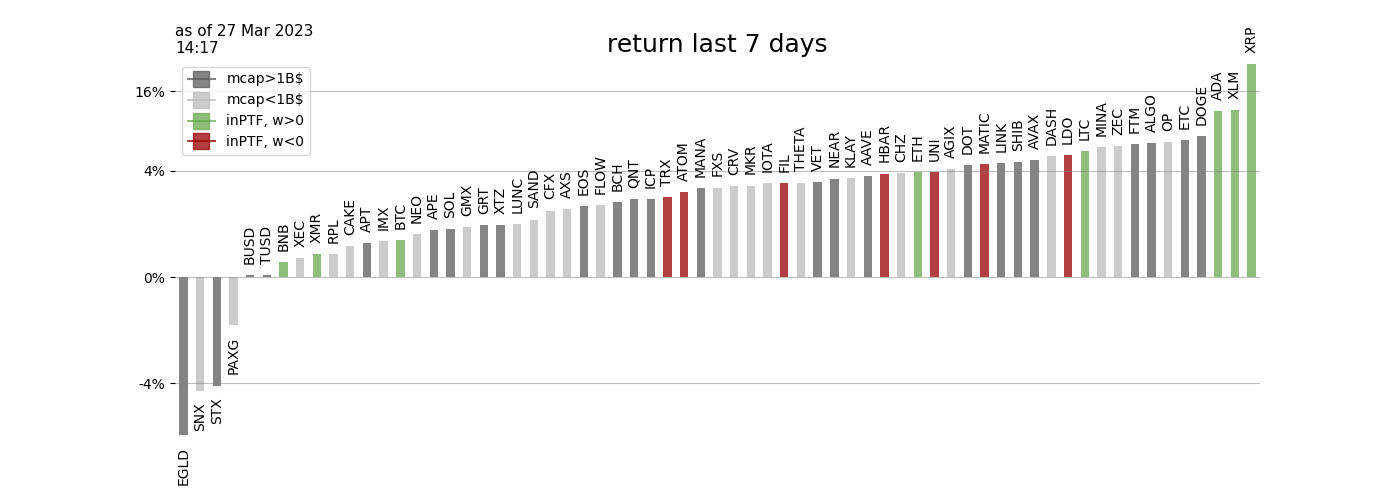 as of 27 Mar 2023
14:17
return last 7 days
mcap>1B$
mcap<1B$
inPTF, w>0
inPTF, w<0
16%
4%
0%
-4%
EGLD
SNX
STX
PAXG
BUSD
TUSD
BNB
XEC
XMR
RPL
CAKE
APT
IMX
BTC
NEO
APE
SOL
GMX
GRT
XTZ
LUNC
SAND
CFX
AXS
EOS
FLOW
BCH
QNT
ICP
TRX
ATOM
MANA
FXS
CRV
MKR
IOTA
FIL
THETA
VET
NEAR
KLAY
AAVE
HBAR
CHZ
ETH
UNI
AGIX
DOT
MATIC
LINK
SHIB
AVAX
DASH
LDO
LTC
MINA
ZEC
FTM
ALGO
OP
ETC
DOGE
ADA
XLM
XRP